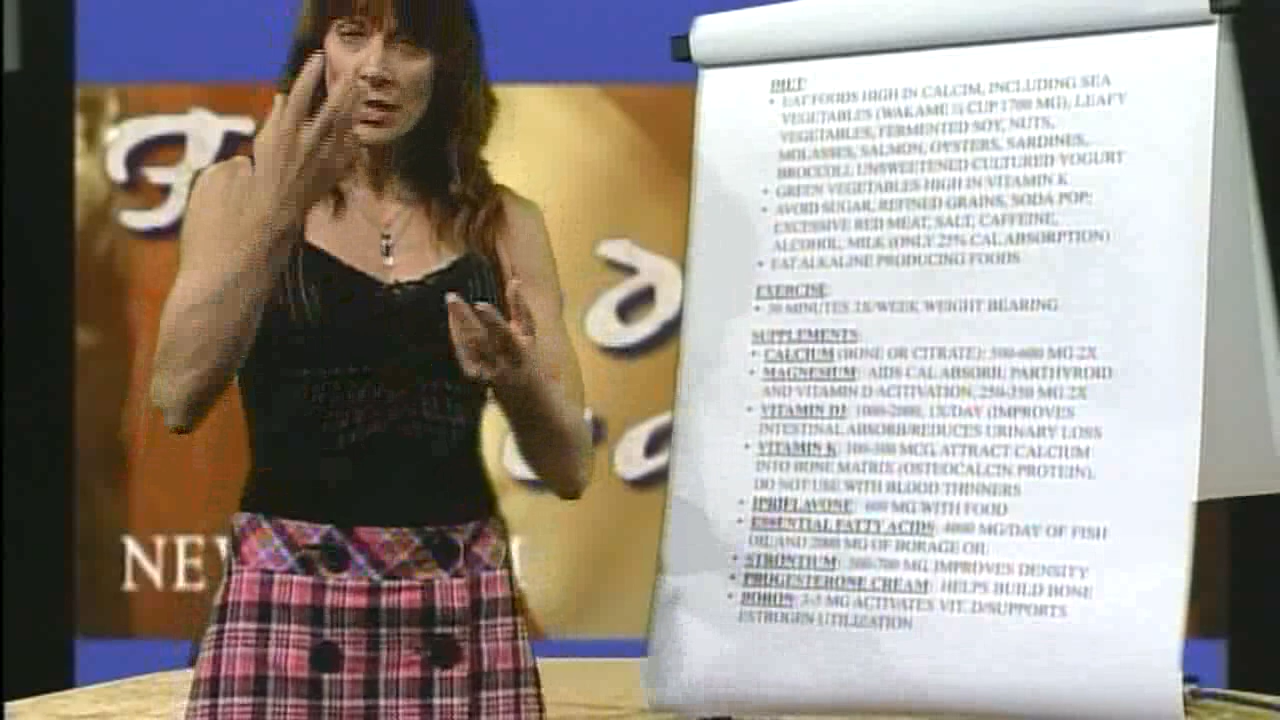 DIET:
• EAT FOODS HIGH IN CALCIM, INCLUDING SEA
VEGETABLES (WAKAME ½ CUP 1700 MG), LEAFY
VEGETABLES, FERMENTED SOY, NUTS,
MOLASSES, SALMON, OYSTERS, SARDINES,
BROCCOLI, UNSWEETENED CULTURED YOGURT
• GREEN VEGETABLES HIGH IN VITAMIN K
• AVOID SUGAR, REFINED GRAINS, SODA POP;
EXCESSIVE RED MEAT, SALT, CAFFEINE,
ALCOHOL, MILK (ONLY 25% CAL ABSORPTION)
• EAT ALKALINE PRODUCING FOODS
EXERCISE:
• 30 MINUTES 3X/WEEK WEIGHT BEARING
SUPPLEMENTS:
• CALCIUM (BONE OR CITRATE): 500-600 MG 2X
• MAGNESIUM: AIDS CAL ABSORB, PARTHYROID
AND VITAMIN D ACITIVATION, 250-350 MG 2X
• VITAMIN D3: 1000-2000, 1X/DAY (IMPROVES
INTESTINAL ABSORB/REDUCES URINARY LOSS
• VITAMIN K: 100-500 MCG, ATTRACT CALCIUM
INTO BONE MATRIX (OSTEOCALCIN PROTEIN),
DO NOT USE WITH BLOOD THINNERS
• IPRIFLAVONE: 600 MG WITH FOOD
• ESSENTIAL FATTY ACIDS: 4000 MG/DAY OF FISH
OIL AND 2000 MG OF BORAGE OIL
• STRONTIUM: 500-700 MG IMPROVES DENSITY
• PROGESTERONE CREAM: HELPS BUILD BONE
• BORON: 3-5 MG ACTIVATES VIT. D/SUPPORTS
ESTROGEN UTILIZATION